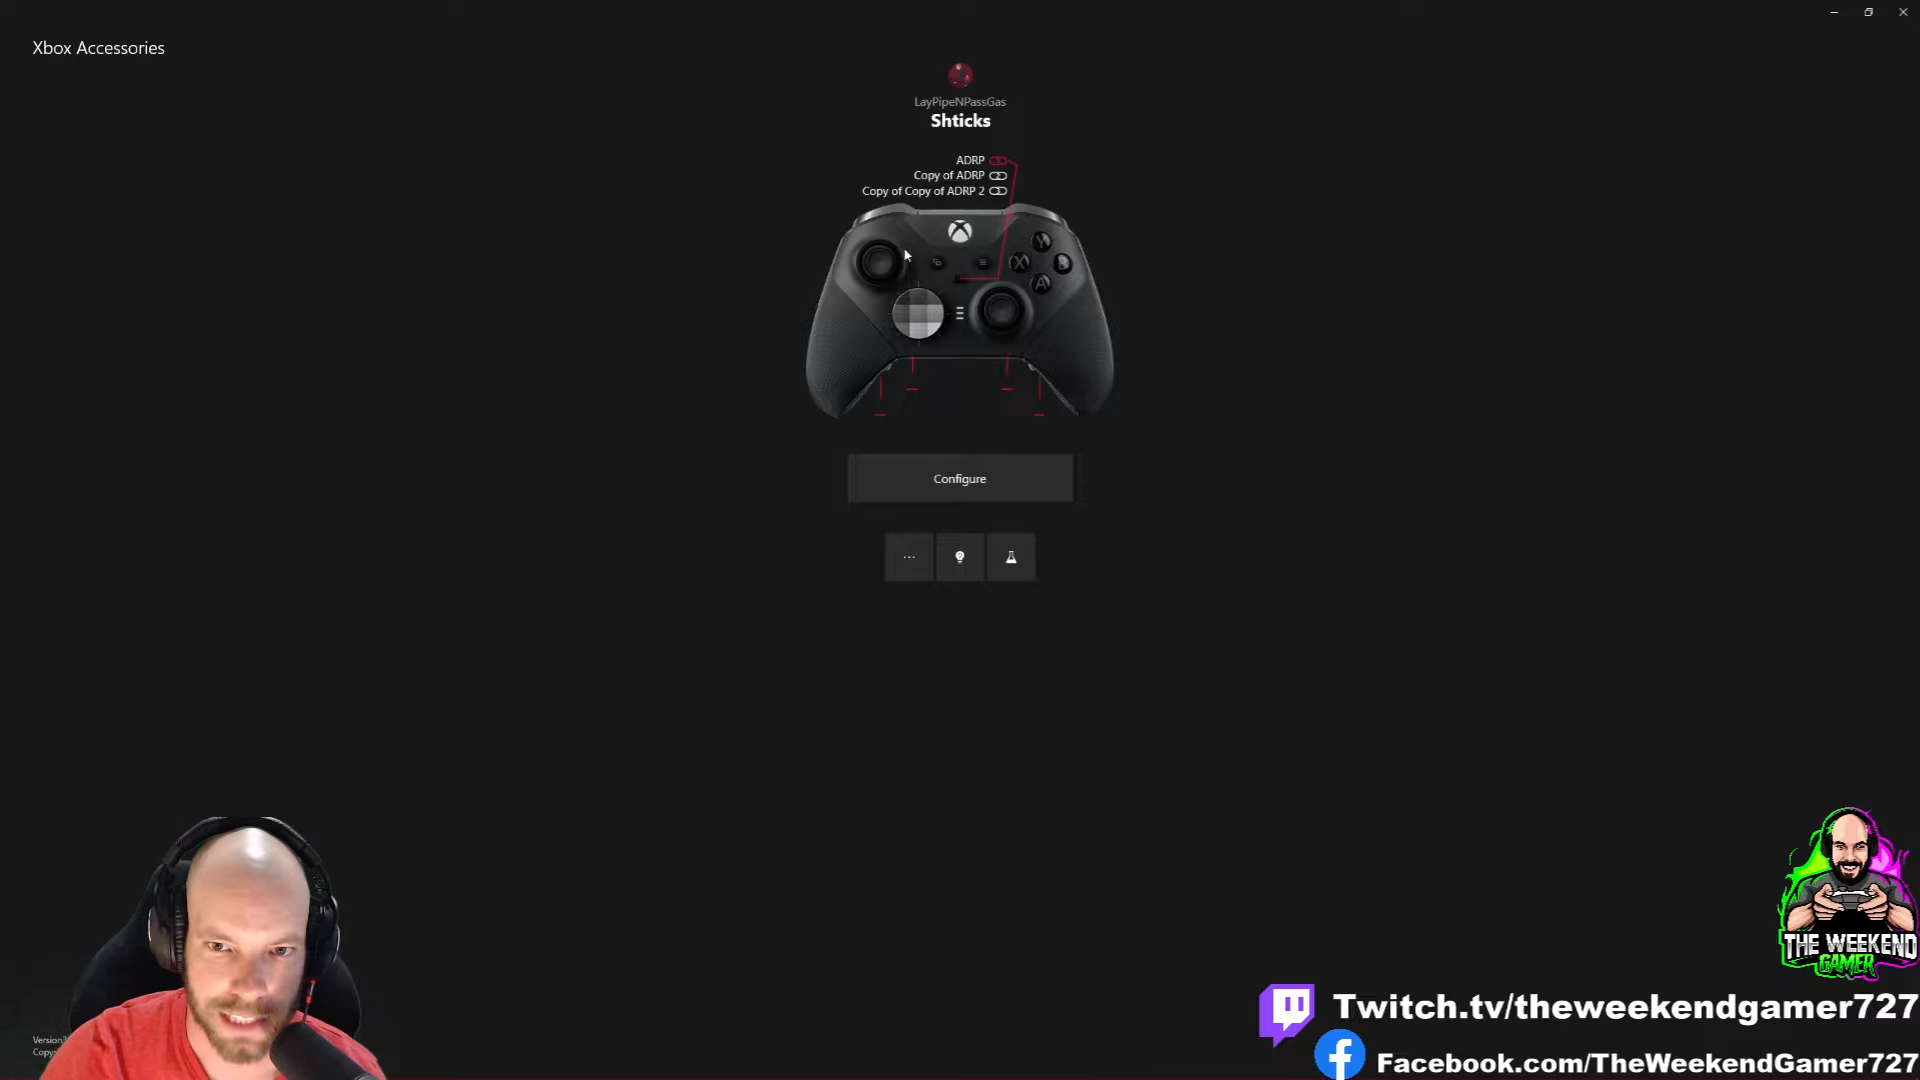 Xbox Accessories
LayPipeNPassGas
Shticks
ADRP
Copy of ADRP
Copy of Copy of ADRP 2
Y
X
B
A
Configure
THE WEEKEND
GAMER
Twitch.tv/theweekendgamer727
Facebook.com/TheWeekendGamer727